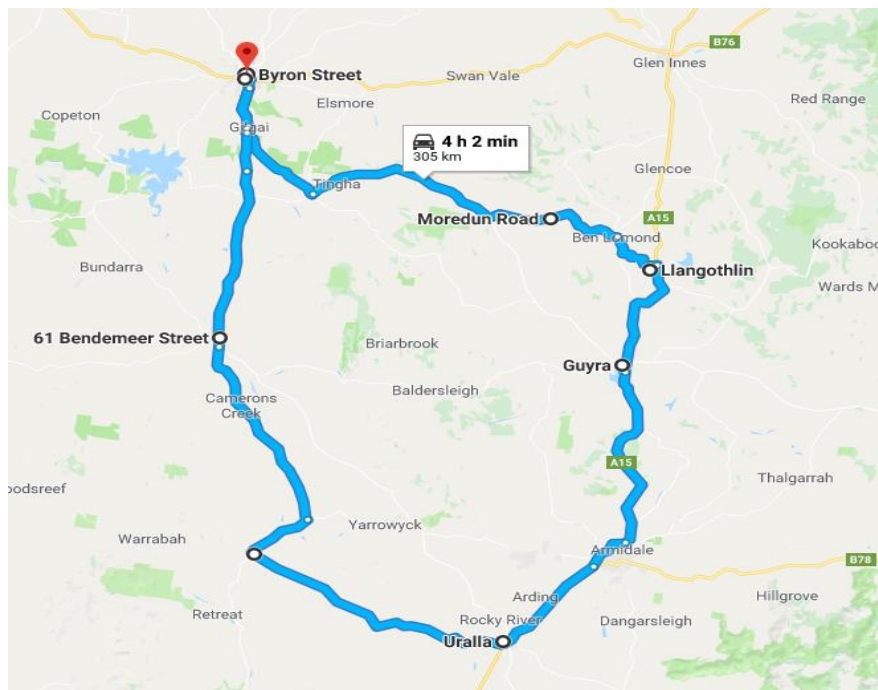 B76
Glen Innes
Byron Street
Swan Vale
Elsmore
Red Range
Copeton
Gilgai
4 h 2 min
305 km
Glencoe
Tingha
Moredun Road
A15
Ben Lomond
Kookaboo
Llangothlin
Bundarra
Wards M
61 Bendemeer Street
Briarbrook
Guyra
Baldersleigh
Camerons
Creek
A15
Thalgarrah
oodsreef
Yarrowyck
Warrabah
Armidale
B78
Arding
Hillgrove
Retreat
Rocky River
Dangarsleigh
Uralla